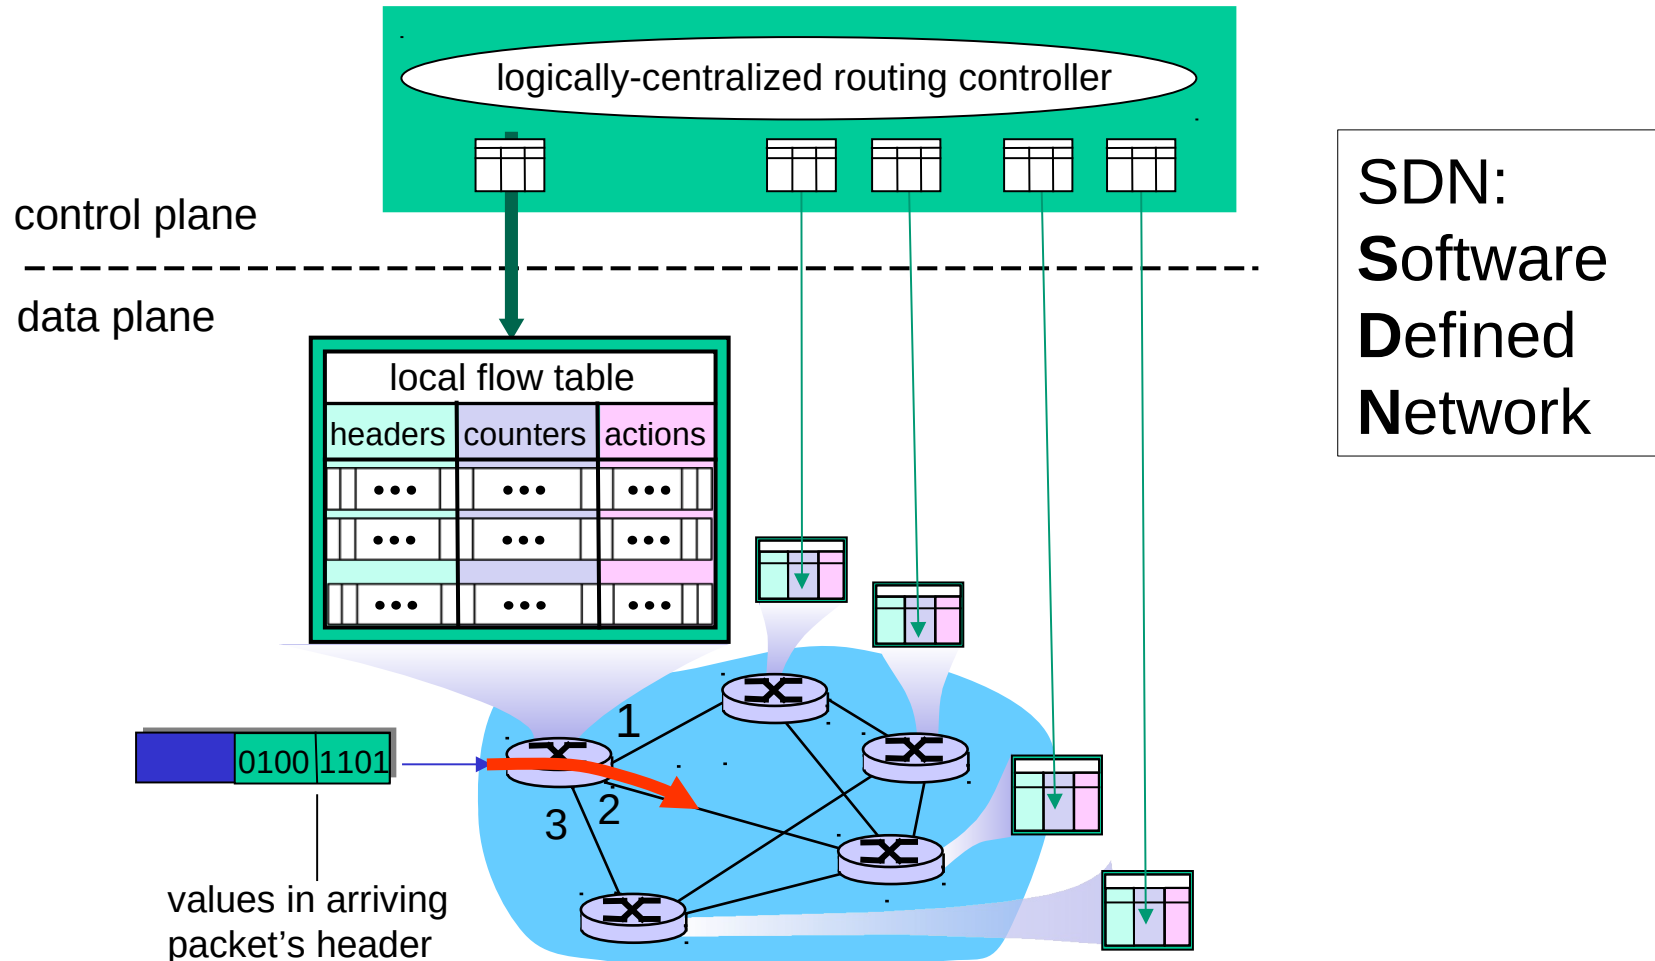 logically-centralized routing controller
control plane
data plane
SDN:
Software
Defined
Network
local flow table
headers counters actions
1
2
3
0100 1101
values in arriving
packet’s header